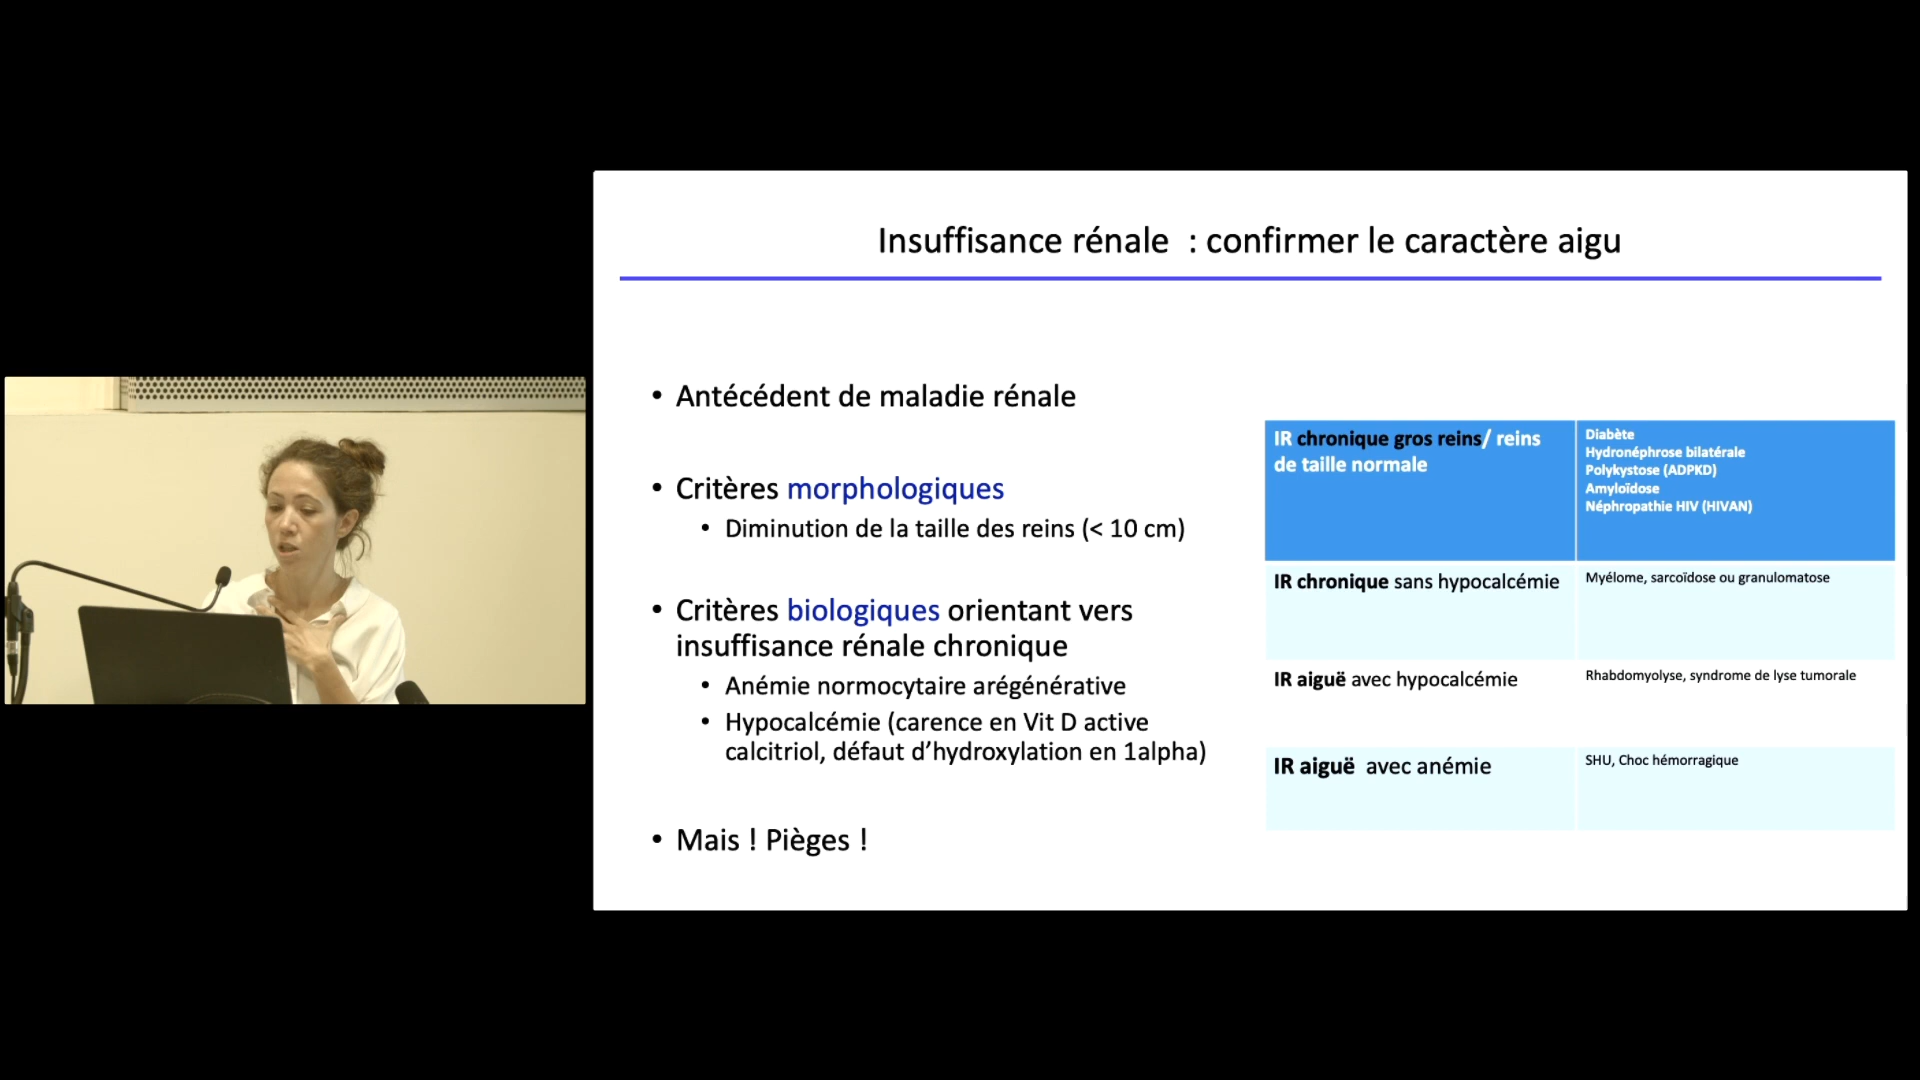 Insuffisance rénale : confirmer le caractère aigu
• Antécédent de maladie rénale
• Critères morphologiques
• Diminution de la taille des reins (< 10 cm)
• Critères biologiques orientant vers
insuffisance rénale chronique
• Anémie normocytaire arégénérative
• Hypocalcémie (carence en Vit D active
calcitriol, défaut d’hydroxylation en 1alpha)
• Mais ! Pièges !
IR chronique gros reins/ reins
de taille normale
Diabète
Hydronéphrose bilatérale
Polykystose (ADPKD)
Amyloïdose
Néphropathie HIV (HIVAN)
IR chronique sans hypocalcémie
Myélome, sarcoïdose ou granulomatose
IR aiguë avec hypocalcémie
Rhabdomyolyse, syndrome de lyse tumorale
IR aiguë avec anémie
SHU, Choc hémorragique